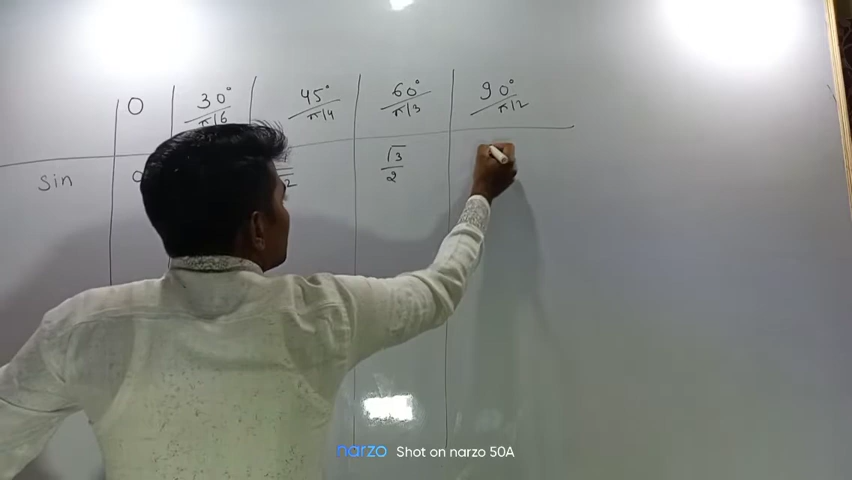 0 30° 45° 60° 90°
π/6 π/4 π/3 π/2
sin 0 √3
2 2
narzo Shot on narzo 50A